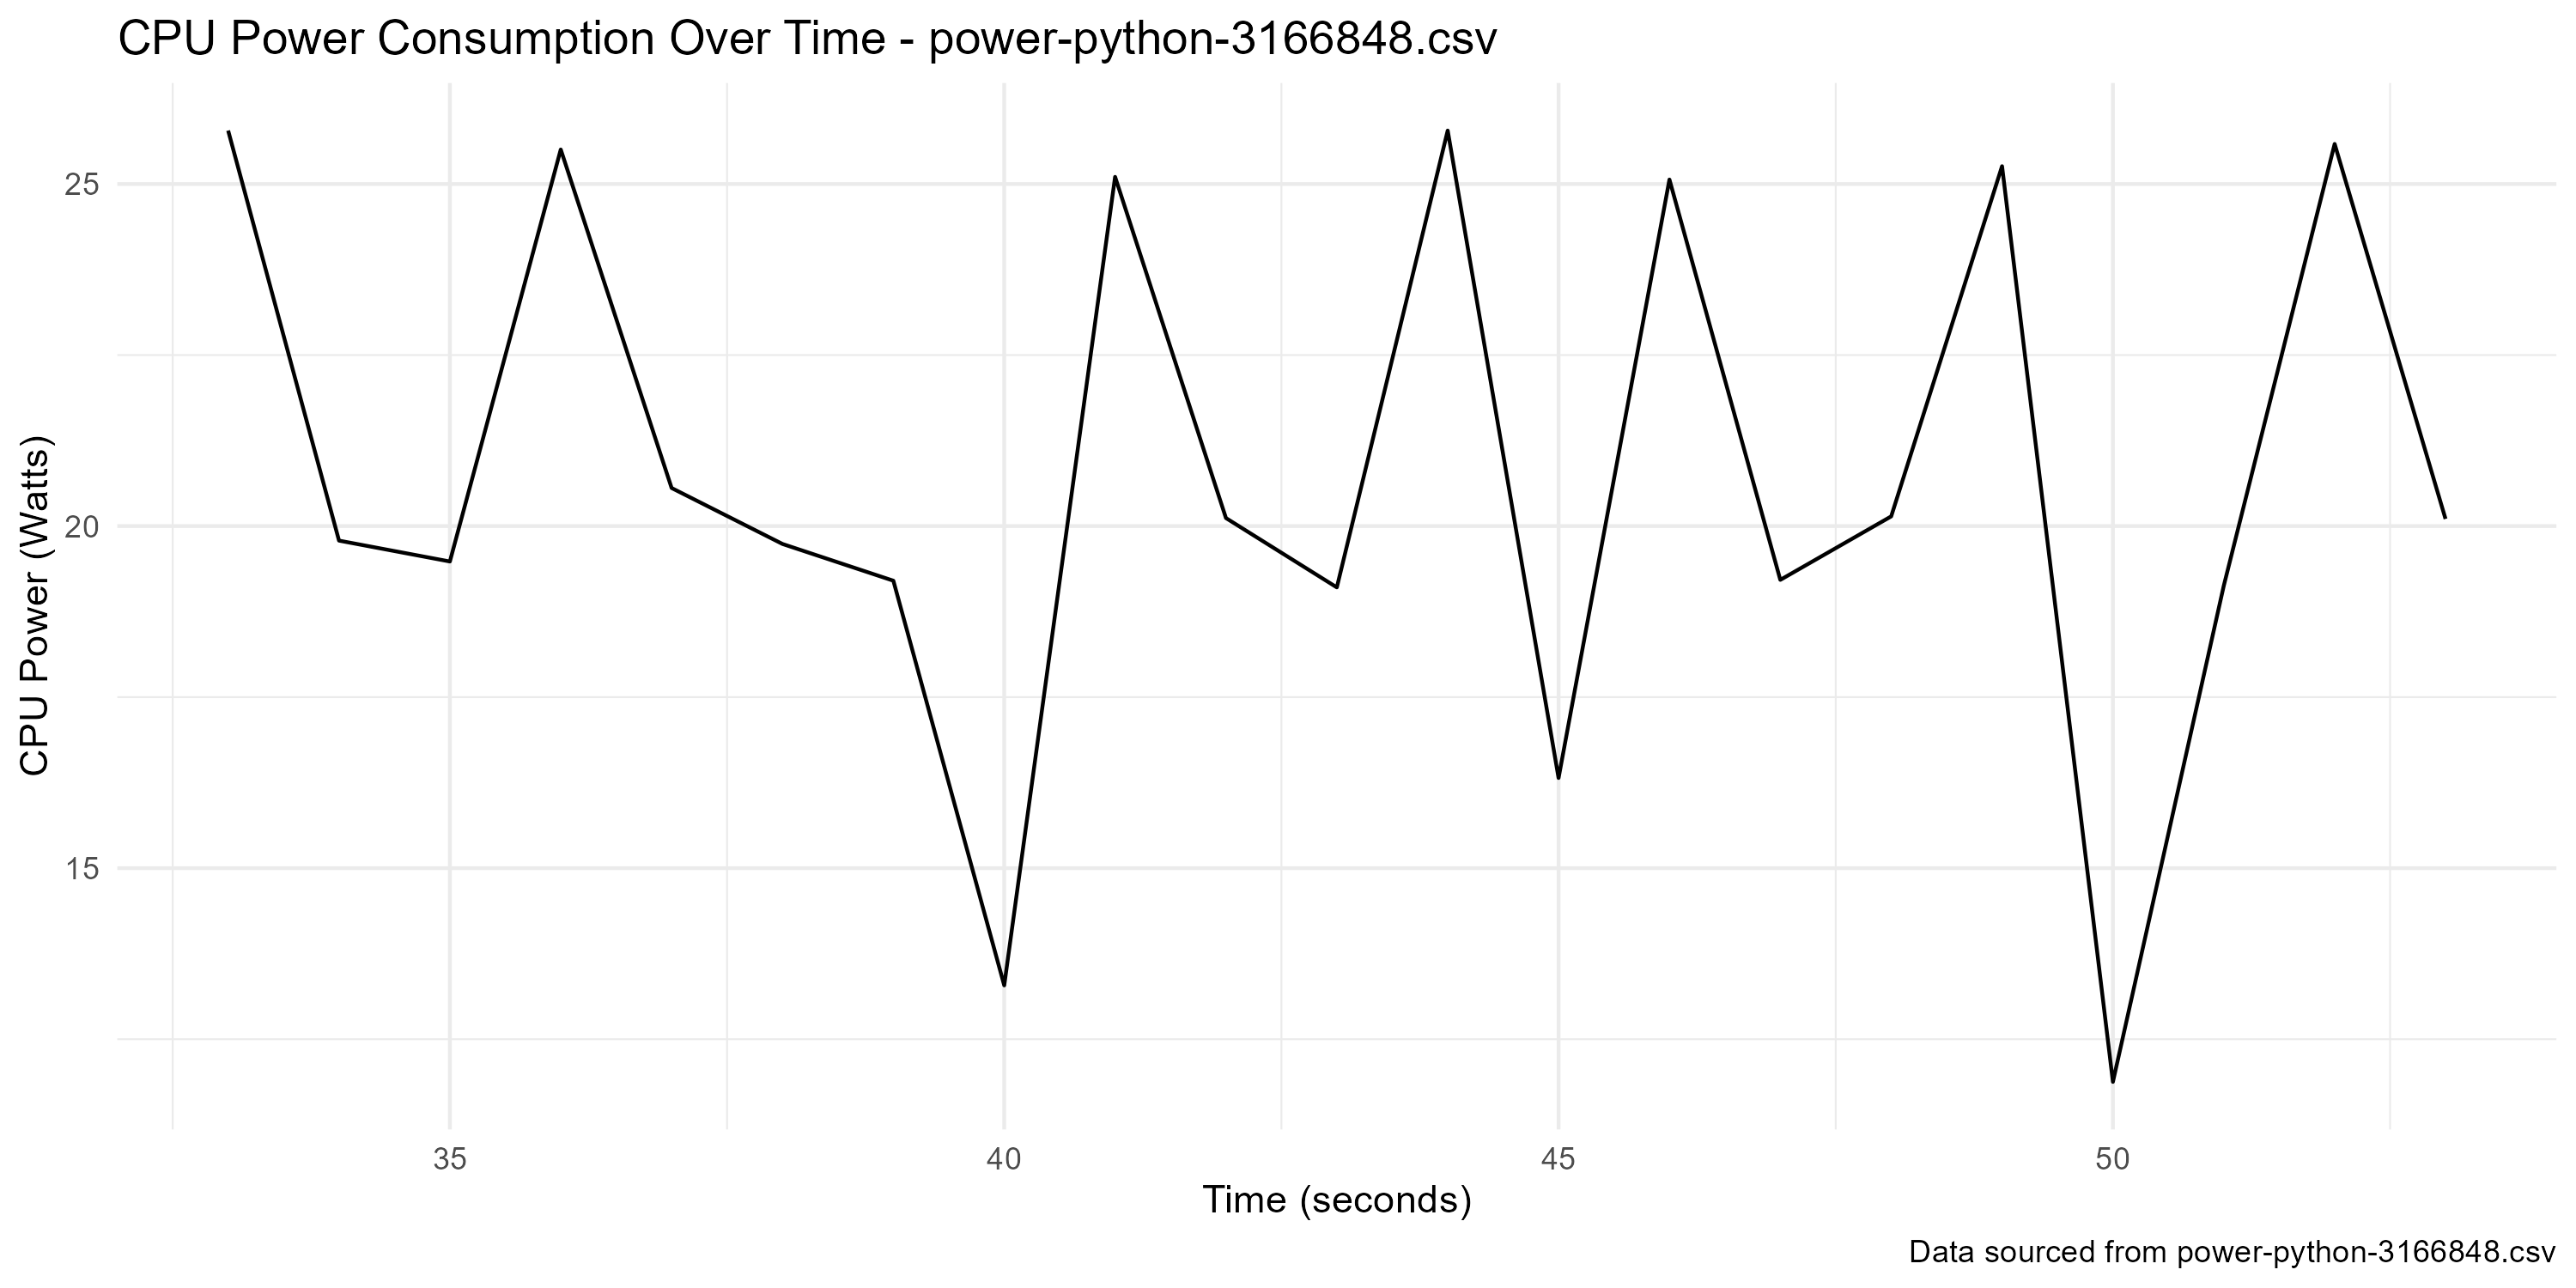 CPU Power Consumption Over Time - power-python-3166848.csv
CPU Power (Watts)
25
20
15
35
40
45
50
Time (seconds)
Data sourced from power-python-3166848.csv